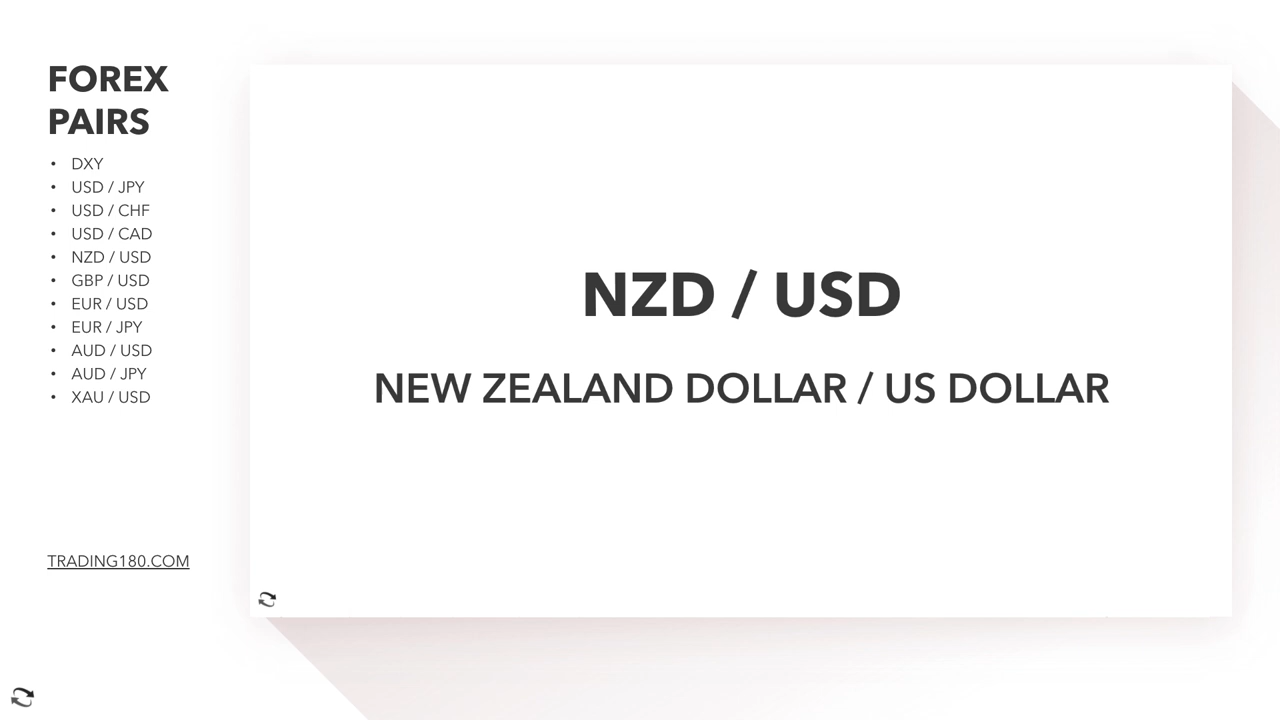 FOREX
PAIRS
• DXY
• USD / JPY
• USD / CHF
• USD / CAD
• NZD / USD
• GBP / USD
• EUR / USD
• EUR / JPY
• AUD / USD
• AUD / JPY
• XAU / USD
TRADING180.COM
NZD / USD
NEW ZEALAND DOLLAR / US DOLLAR